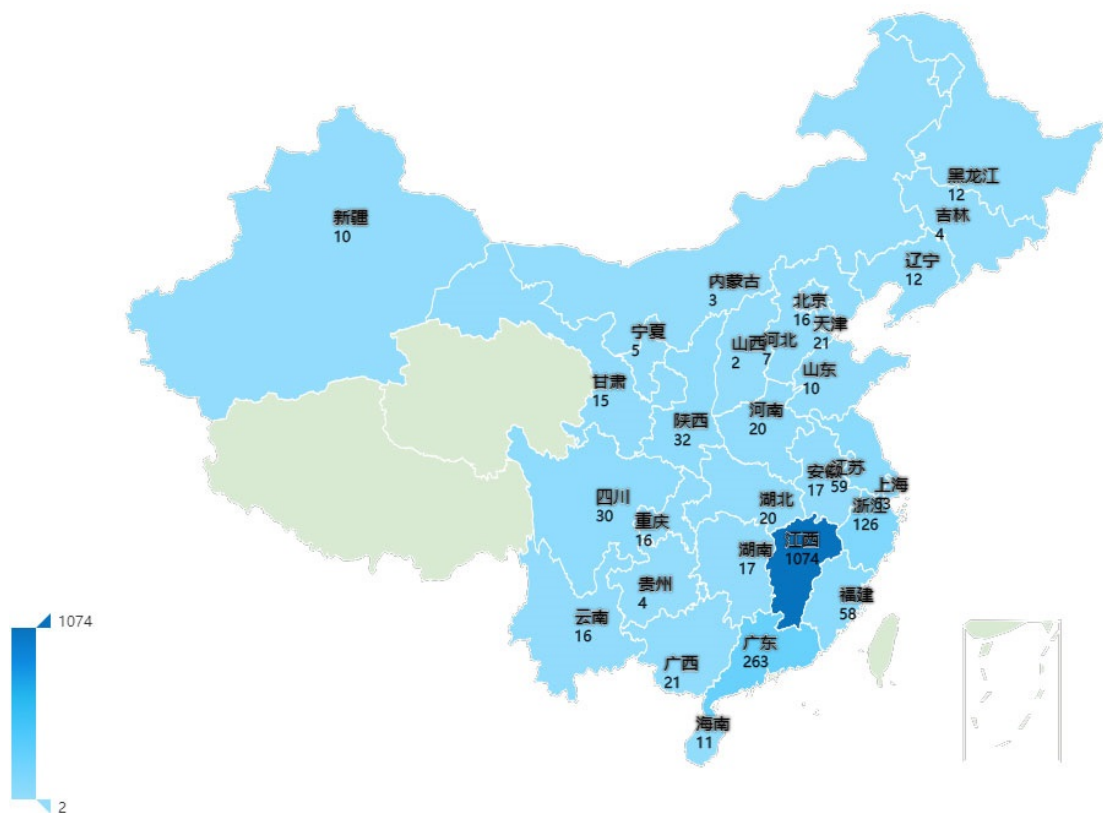 黑龙江
12
吉林
4
新疆
10
辽宁
12
内蒙古
3
北京
16
天津
21
宁夏
5
山西
2
河北
7
山东
10
甘肃
15
河南
20
陕西
32
安徽
17
江苏
59
上海
四川
30
湖北
20
浙江
126
重庆
16
江西
1074
湖南
17
贵州
4
福建
58
云南
16
广东
263
广西
21
海南
11
1074
2